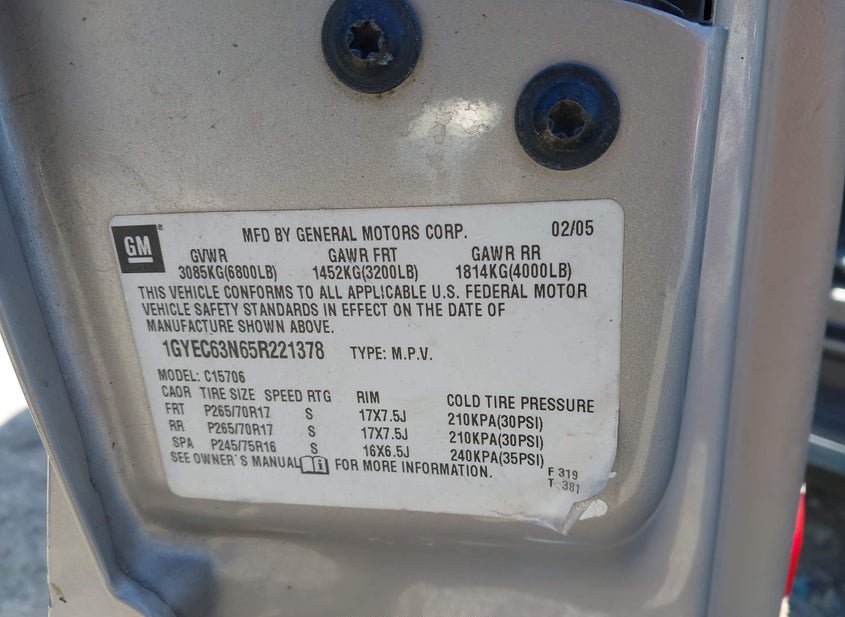 GM
MFD BY GENERAL MOTORS CORP. 02/05
GVWR GAWR FRT GAWR RR
3085KG(6800LB) 1452KG(3200LB) 1814KG(4000LB)
THIS VEHICLE CONFORMS TO ALL APPLICABLE U.S. FEDERAL MOTOR
VEHICLE SAFETY STANDARDS IN EFFECT ON THE DATE OF
MANUFACTURE SHOWN ABOVE.
1GYEC63N65R221378 TYPE: M.P.V.
MODEL: C15706
CAOR TIRE SIZE SPEED RTG RIM COLD TIRE PRESSURE
FRT P265/70R17 S 17X7.5J 210KPA(30PSI)
RR P265/70R17 S 17X7.5J 210KPA(30PSI)
SPA P245/75R16 S 16X6.5J 240KPA(35PSI)
SEE OWNER'S MANUAL FOR MORE INFORMATION.
F 319
T 381